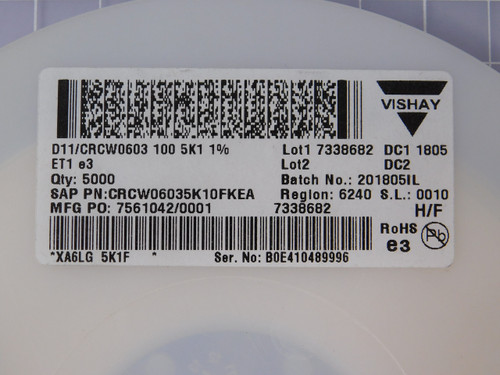 VISHAY
D11/CRCW0603 100 5K1 1% Lot1 7338682 DC1 1805
ET1 e3 Lot2 DC2
Qty: 5000 Batch No.: 201805IL
SAP PN:CRCW06035K10FKEA Region: 6240 S.L.: 0010
MFG PO: 7561042/0001 7338682 H/F
RoHS
e3 Pb
*XA6LG 5K1F * Ser. No: B0E410489996